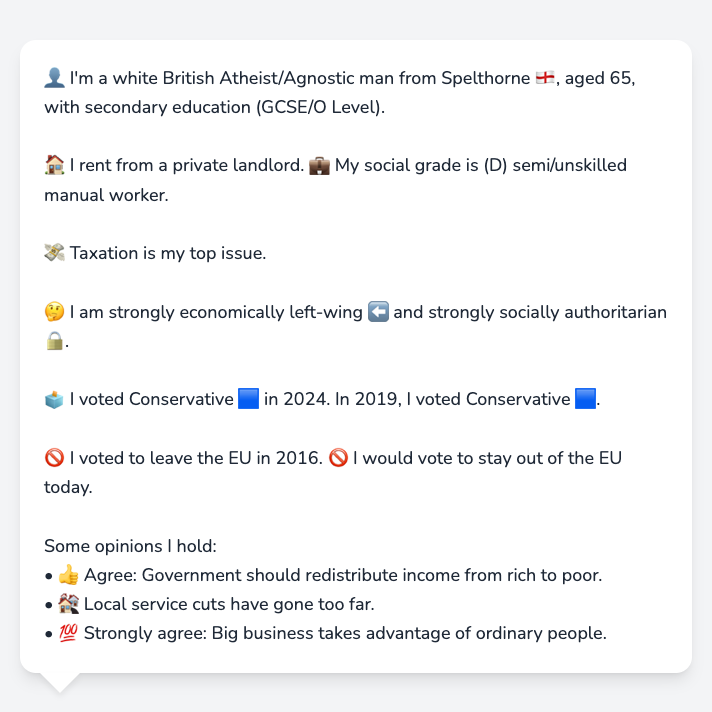 👤 I'm a white British Atheist/Agnostic man from Spelthorne 🏴󠁧󠁢󠁥󠁮󠁧󠁿, aged 65,
with secondary education (GCSE/O Level).
🏠 I rent from a private landlord. 💼 My social grade is (D) semi/unskilled
manual worker.
💸 Taxation is my top issue.
🤔 I am strongly economically left-wing ⬅️ and strongly socially authoritarian
🔒.
🗳️ I voted Conservative 🟦 in 2024. In 2019, I voted Conservative 🟦.
🚫 I voted to leave the EU in 2016. 🚫 I would vote to stay out of the EU
today.
Some opinions I hold:
• 👍 Agree: Government should redistribute income from rich to poor.
• 🏚️ Local service cuts have gone too far.
• 💯 Strongly agree: Big business takes advantage of ordinary people.